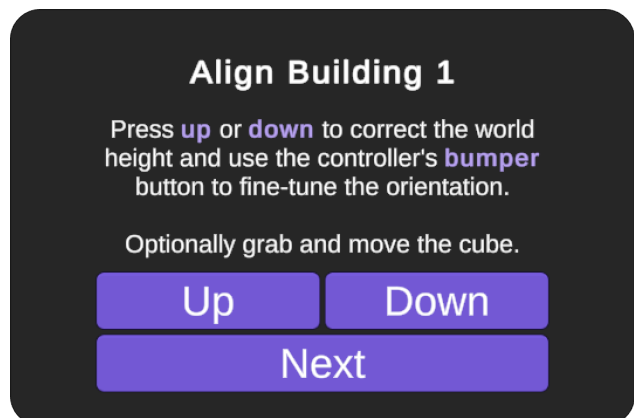 Align Building 1
Press up or down to correct the world
height and use the controller's bumper
button to fine-tune the orientation.
Optionally grab and move the cube.
Up Down
Next